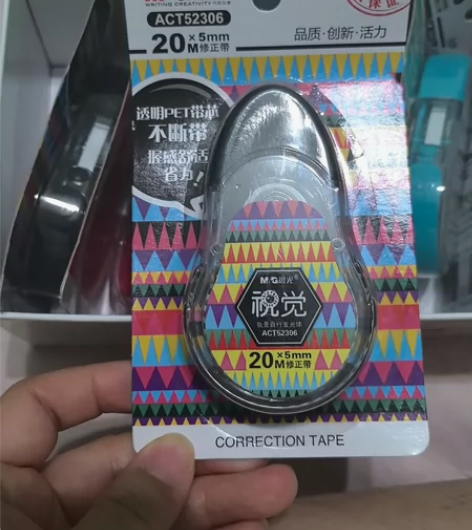 WRITING CREATIVITY
ACT52306
20M ×5mm 修正带
品质·创新·活力
透明PET带芯
不断带
握感舒适
省力!
M&G晨光®
视觉
ACT52306
20M ×5mm 修正带
CORRECTION TAPE